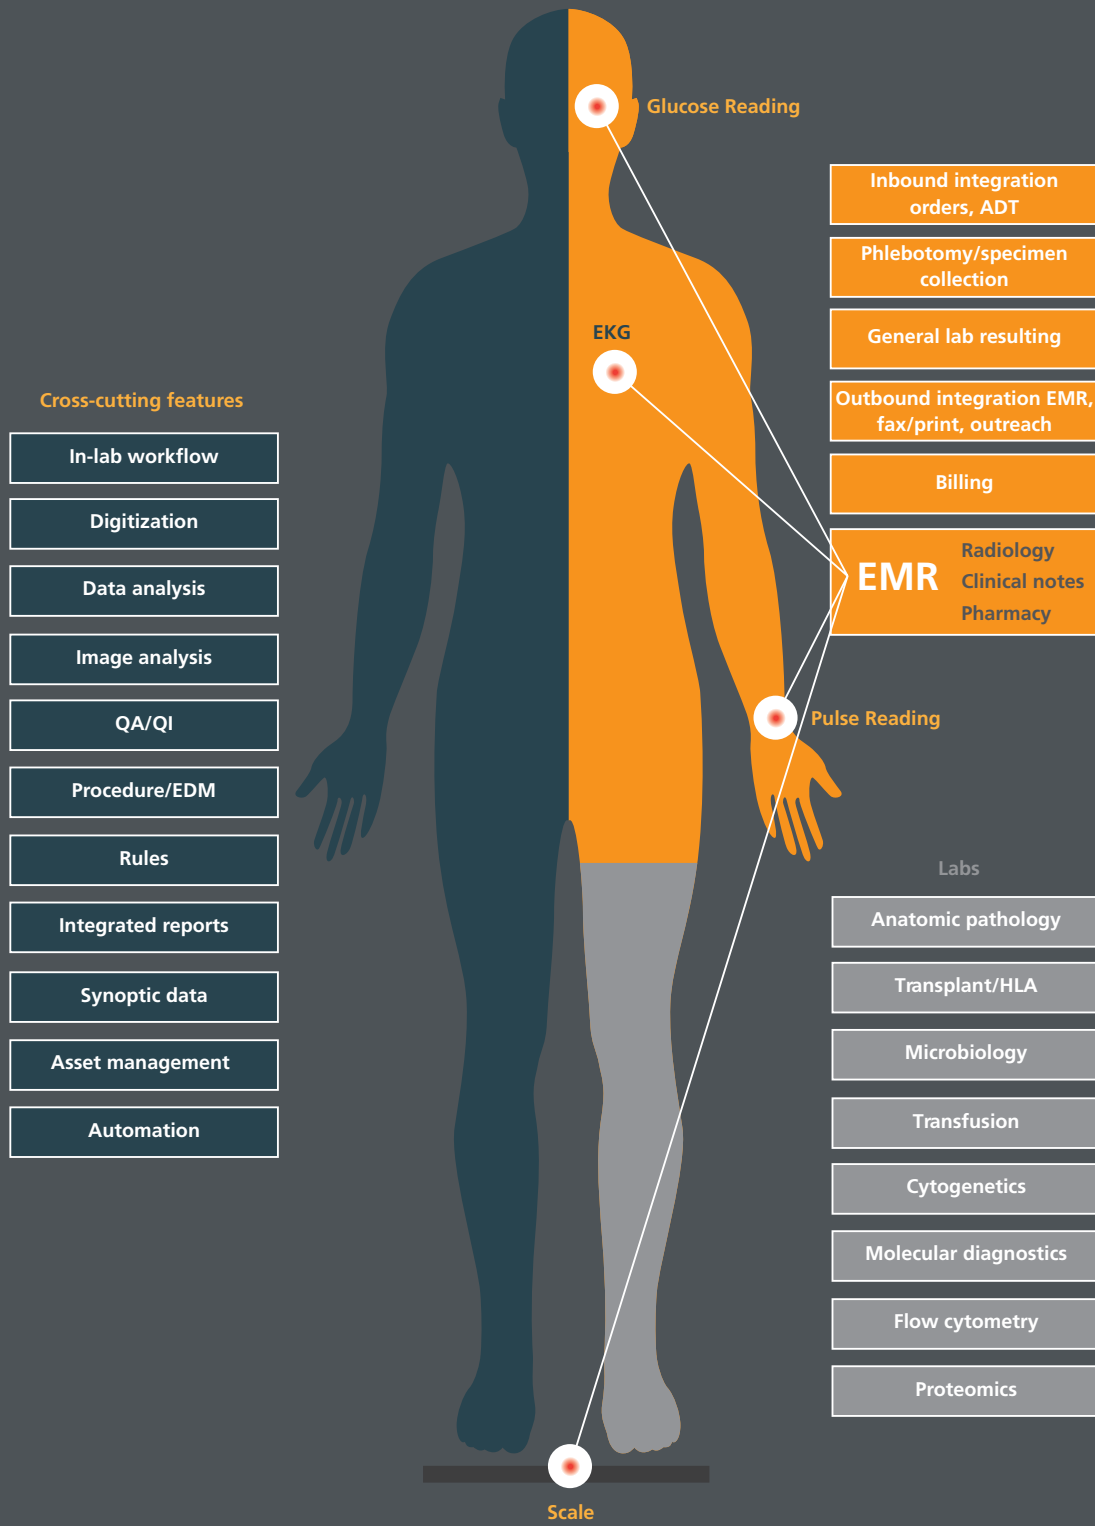 Glucose Reading
EKG
Pulse Reading
Scale
Cross-cutting features
In-lab workflow
Digitization
Data analysis
Image analysis
QA/QI
Procedure/EDM
Rules
Integrated reports
Synoptic data
Asset management
Automation
Inbound integration
orders, ADT
Phlebotomy/specimen
collection
General lab resulting
Outbound integration EMR,
fax/print, outreach
Billing
EMR
Radiology
Clinical notes
Pharmacy
Labs
Anatomic pathology
Transplant/HLA
Microbiology
Transfusion
Cytogenetics
Molecular diagnostics
Flow cytometry
Proteomics